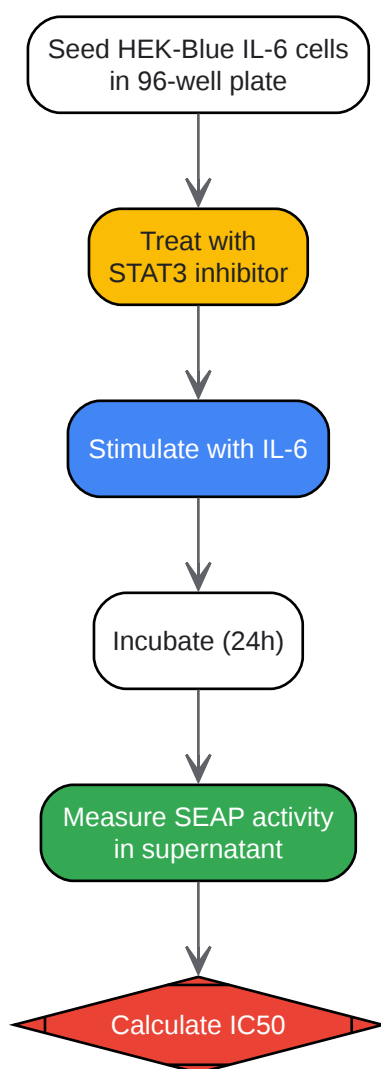 Seed HEK-Blue IL-6 cells
in 96-well plate
Treat with
STAT3 inhibitor
Stimulate with IL-6
Incubate (24h)
Measure SEAP activity
in supernatant
Calculate IC50